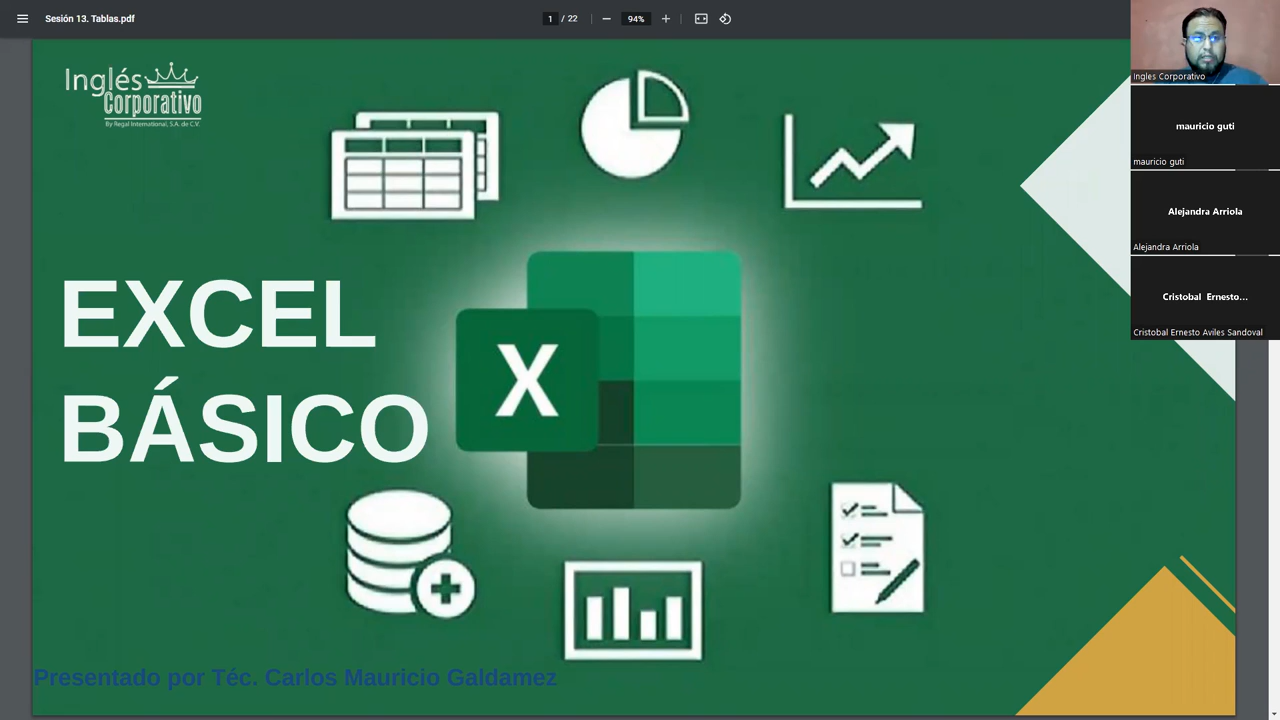 Sesión 13. Tablas.pdf
1 / 22
94%
Inglés
Corporativo
By Regal International, S.A. de C.V.
EXCEL
BÁSICO
X
Presentado por Téc. Carlos Mauricio Galdamez
Ingles Corporativo
mauricio guti
mauricio guti
Alejandra Arriola
Alejandra Arriola
Cristobal Ernesto...
Cristobal Ernesto Aviles Sandoval